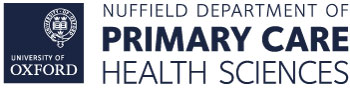 UNIVERSITY OF
OXFORD
NUFFIELD DEPARTMENT OF
PRIMARY CARE
HEALTH SCIENCES